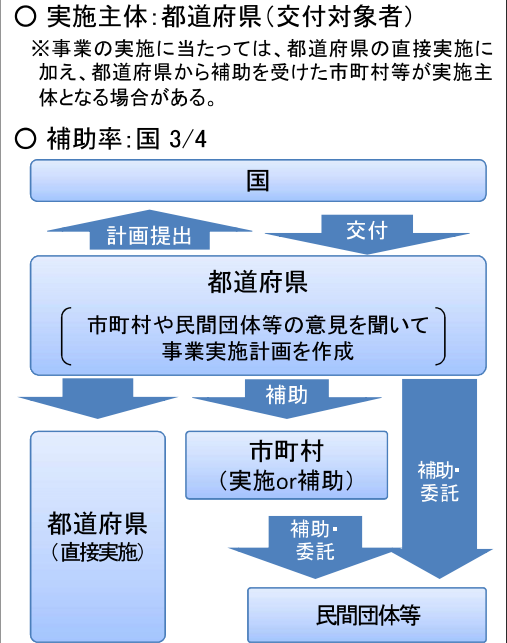 ○ 実施主体：都道府県（交付対象者）
※事業の実施に当たっては、都道府県の直接実施に
加え、都道府県から補助を受けた市町村等が実施主
体となる場合がある。
○ 補助率：国 3/4
国
計画提出
交付
都道府県
市町村や民間団体等の意見を聞いて
事業実施計画を作成
補助
市町村
（実施or補助）
補助・
委託
都道府県
（直接実施）
補助・
委託
民間団体等